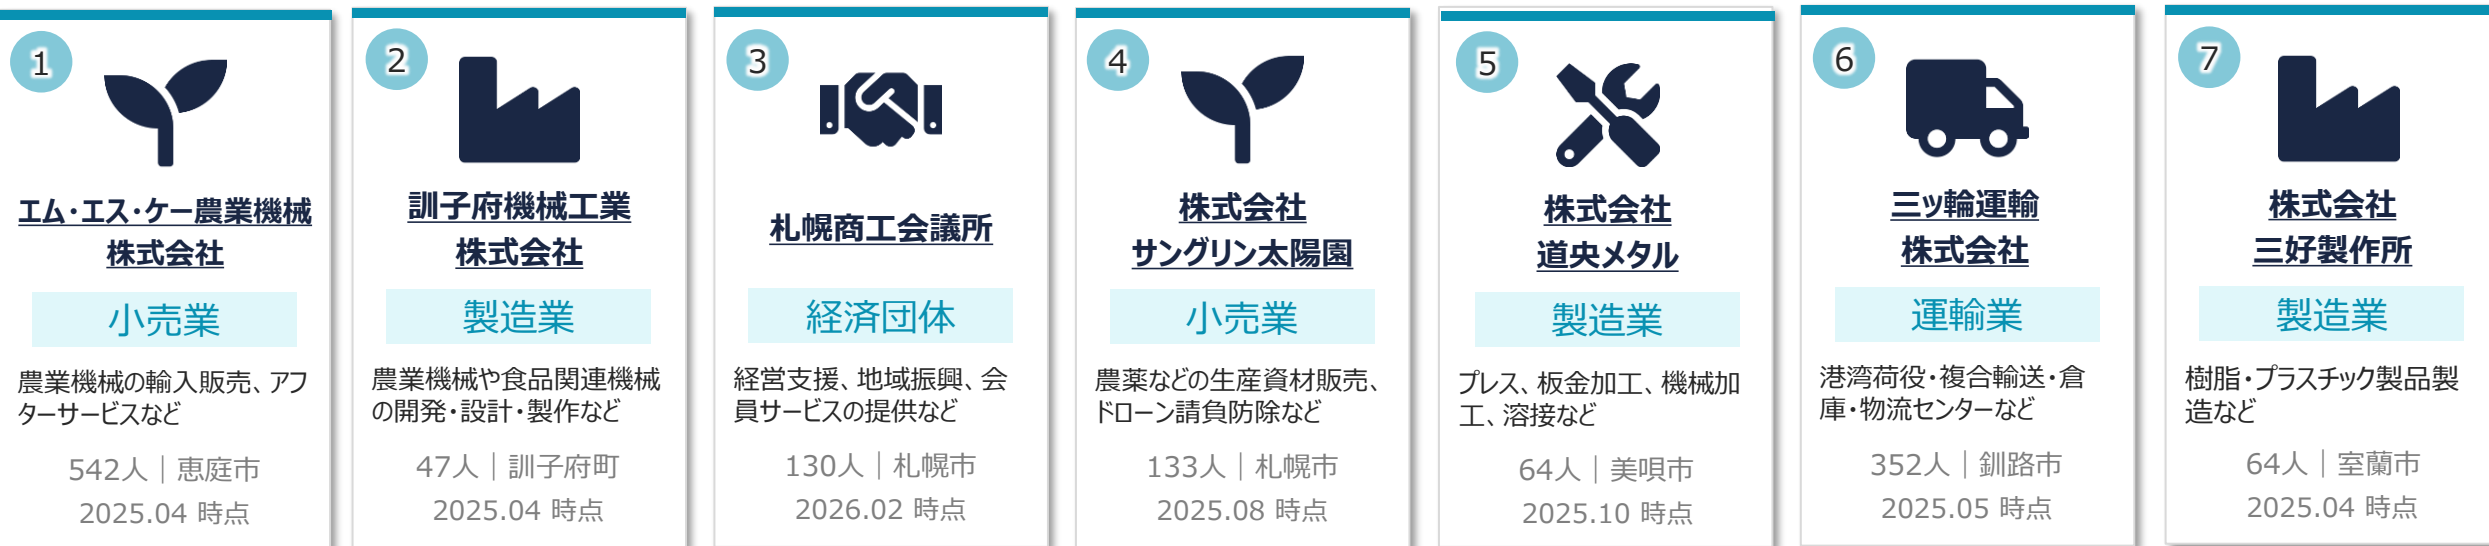 1
エム・エス・ケー農業機械
株式会社
小売業
農業機械の輸入販売、アフ
ターサービスなど
542人｜恵庭市
2025.04 時点
2
訓子府機械工業
株式会社
製造業
農業機械や食品関連機械
の開発・設計・製作など
47人｜訓子府町
2025.04 時点
3
札幌商工会議所
経済団体
経営支援、地域振興、会
員サービスの提供など
130人｜札幌市
2026.02 時点
4
株式会社
サングリン太陽園
小売業
農薬などの生産資材販売、
ドローン請負防除など
133人｜札幌市
2025.08 時点
5
株式会社
道央メタル
製造業
プレス、板金加工、機械加
工、溶接など
64人｜美唄市
2025.10 時点
6
三ッ輪運輸
株式会社
運輸業
港湾荷役・複合輸送・倉
庫・物流センターなど
352人｜釧路市
2025.05 時点
7
株式会社
三好製作所
製造業
樹脂・プラスチック製品製
造など
64人｜室蘭市
2025.04 時点